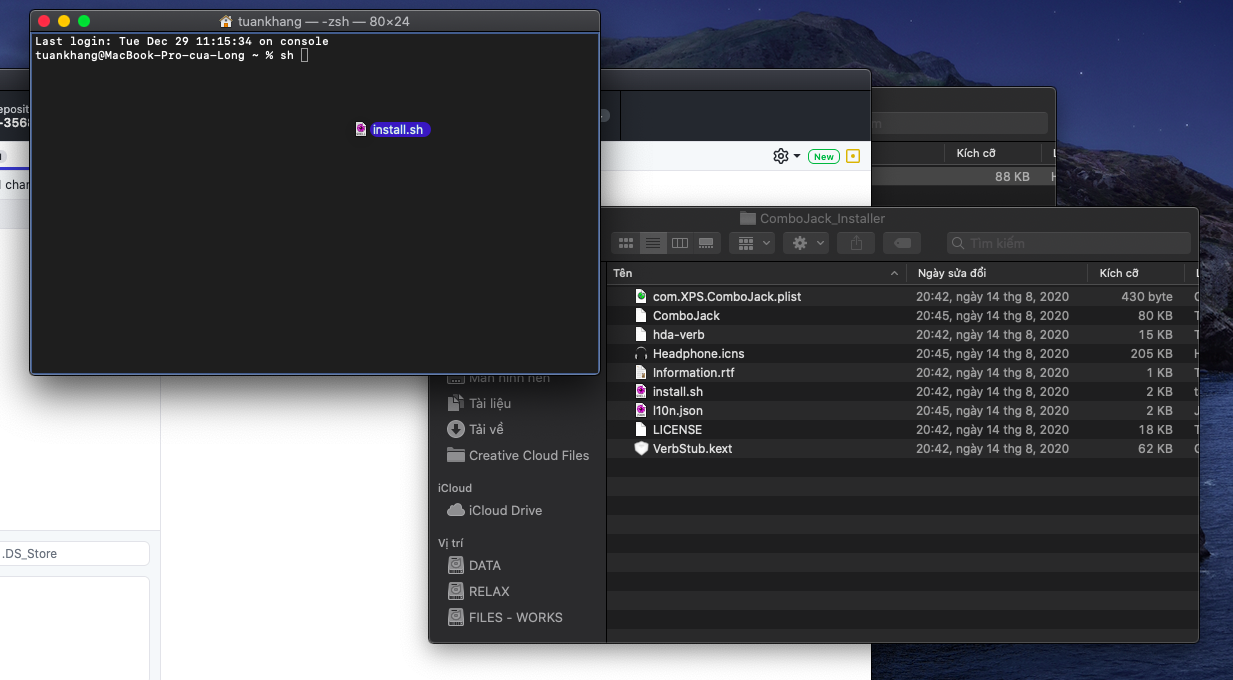 tuankhang — -zsh — 80×24
Last login: Tue Dec 29 11:15:34 on console
tuankhang@MacBook-Pro-cua-Long ~ % sh
install.sh
New
Kích cỡ
88 KB
ComboJack_Installer
Tìm kiếm
Tên Ngày sửa đổi Kích cỡ
com.XPS.ComboJack.plist 20:42, ngày 14 thg 8, 2020 430 byte
ComboJack 20:45, ngày 14 thg 8, 2020 80 KB
hda-verb 20:42, ngày 14 thg 8, 2020 15 KB
Headphone.icns 20:45, ngày 14 thg 8, 2020 205 KB
Information.rtf 20:42, ngày 14 thg 8, 2020 1 KB
install.sh 20:42, ngày 14 thg 8, 2020 2 KB
l10n.json 20:45, ngày 14 thg 8, 2020 2 KB
LICENSE 20:42, ngày 14 thg 8, 2020 18 KB
VerbStub.kext 20:42, ngày 14 thg 8, 2020 62 KB
Màn hình nền
Tài liệu
Tải về
Creative Cloud Files
iCloud
iCloud Drive
Vị trí
DATA
RELAX
FILES - WORKS
.DS_Store